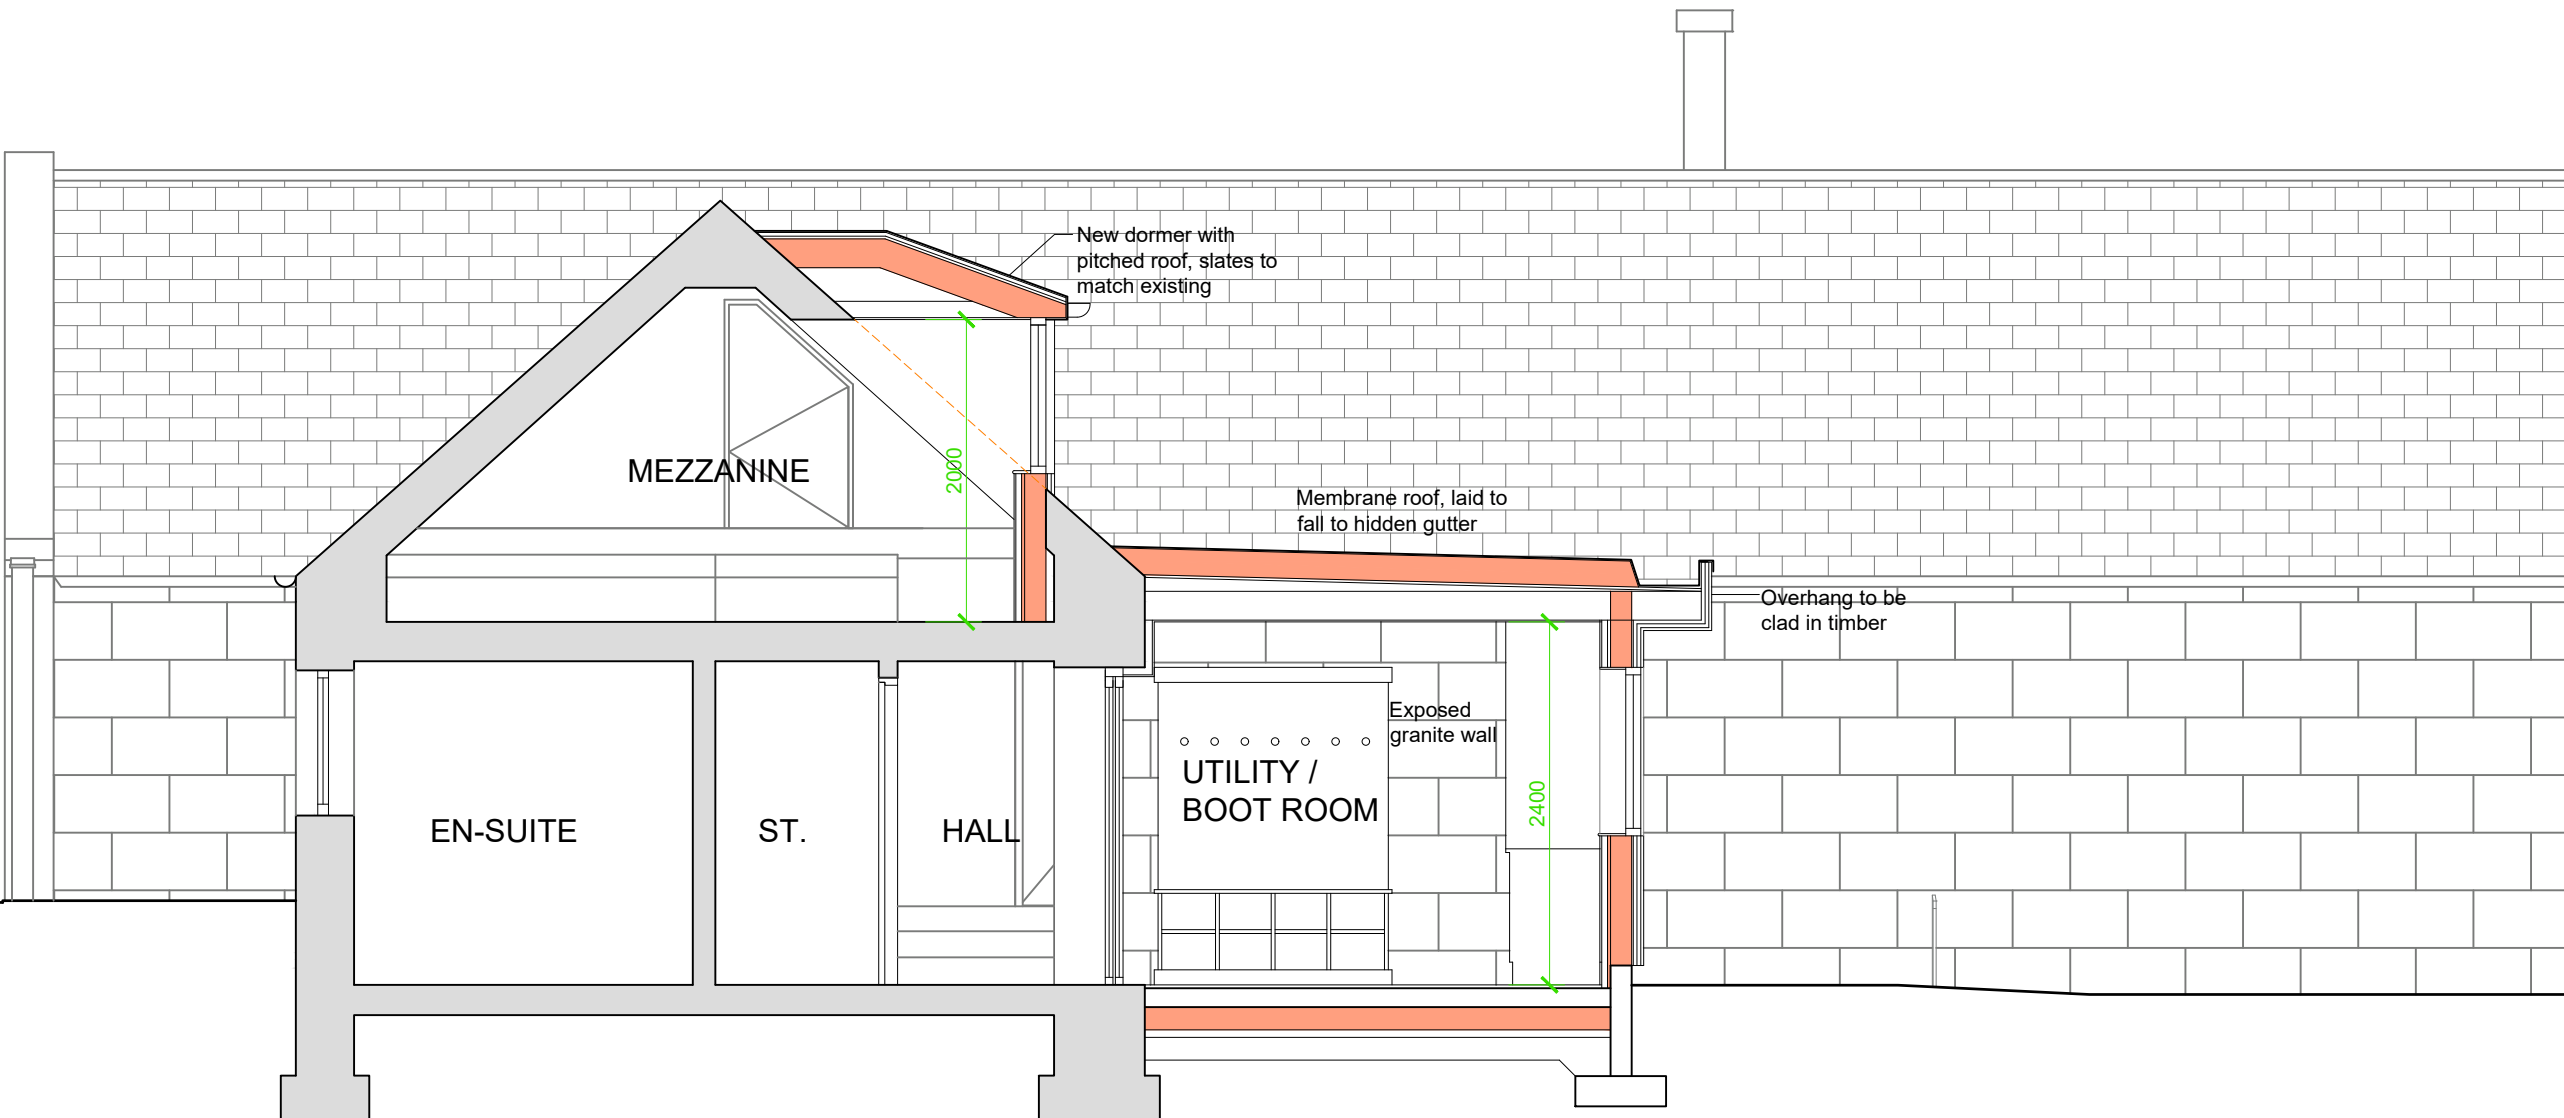 New dormer with
pitched roof, slates to
match existing
MEZZANINE
2000
Membrane roof, laid to
fall to hidden gutter
Overhang to be
clad in timber
Exposed
granite wall
UTILITY /
BOOT ROOM
2400
EN-SUITE
ST.
HALL